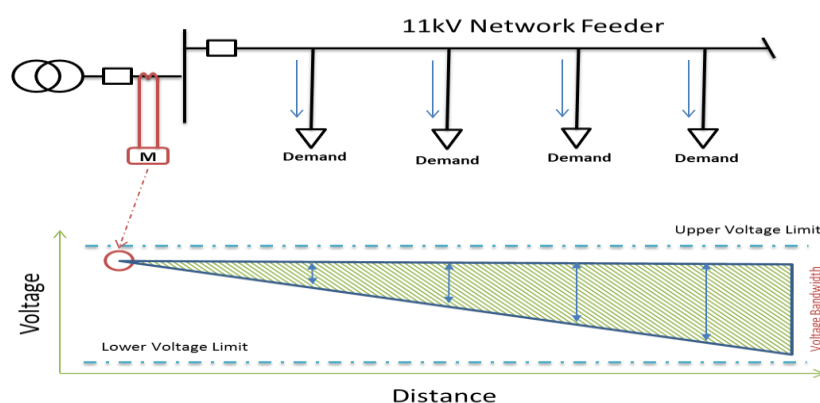 11kV Network Feeder
M
Demand
Demand
Demand
Demand
Upper Voltage Limit
Voltage
Lower Voltage Limit
Voltage Bandwidth
Distance